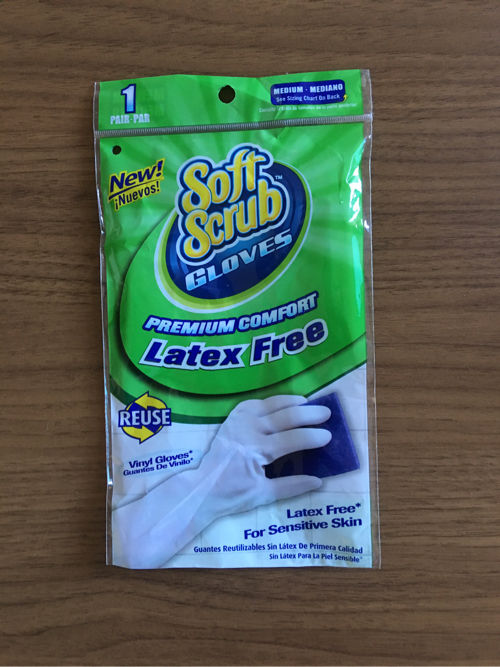 1
PAIR-PAR
MEDIUM - MEDIANO
See Sizing Chart On Back
New!
¡Nuevos!
Soft
Scrub™
GLOVES
PREMIUM COMFORT
Latex Free
REUSE
Vinyl Gloves*
Guantes De Vinilo*
Latex Free*
For Sensitive Skin
Guantes Reutilizables Sin Látex De Primera Calidad
Sin Látex Para La Piel Sensible*